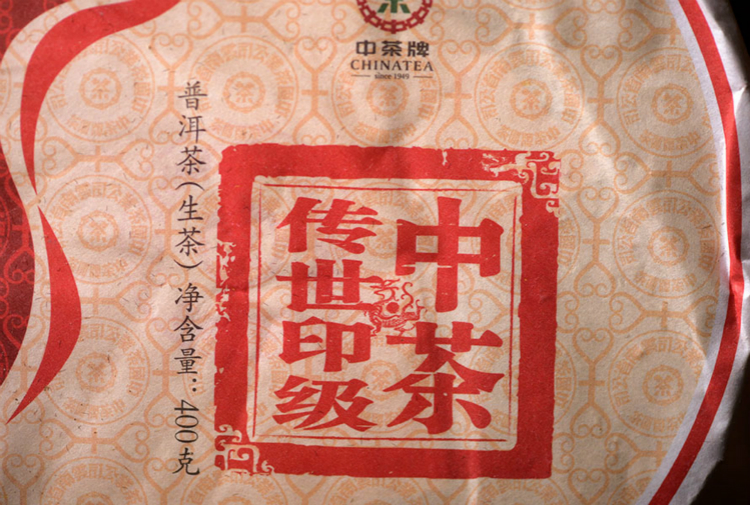 中茶牌
CHINATEA
since 1949
中茶
传世印级
普洱茶(生茶) 净含量:400克